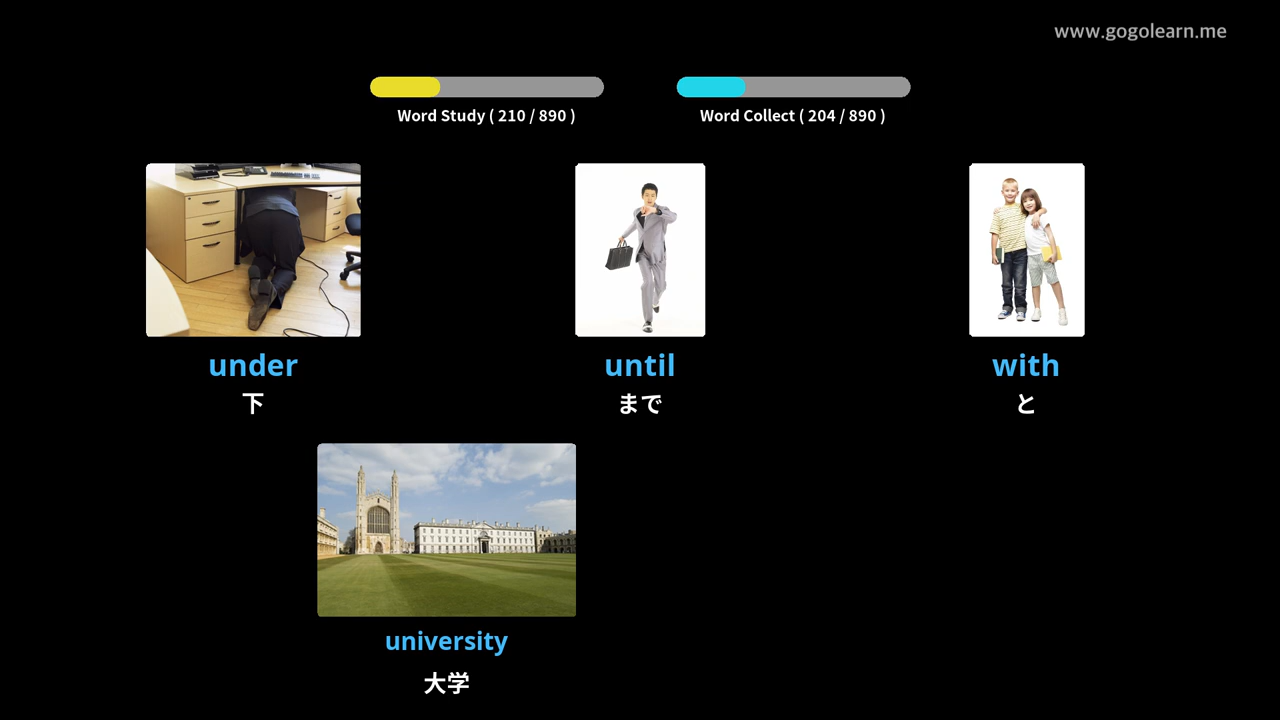 www.gogolearn.me
Word Study ( 210 / 890 )
Word Collect ( 204 / 890 )
under
until
with
下
まで
と
university
大学